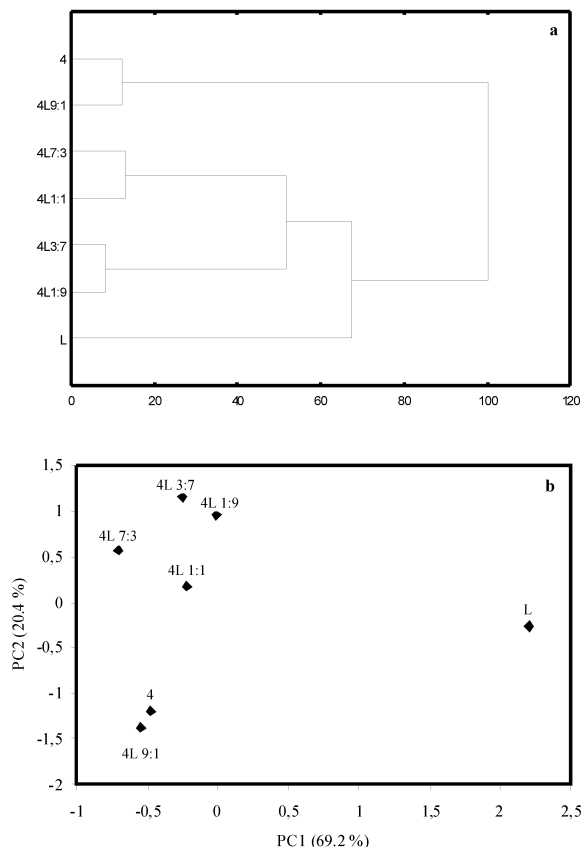 a
4
4L9:1
4L7:3
4L1:1
4L3:7
4L1:9
L
0 20 40 60 80 100 120
b
1,5
1
0,5
0
-0,5
-1
-1,5
-2
PC2 (20.4 %)
4L 3:7
4L 1:9
4L 7:3
4L 1:1
L
4
4L 9:1
-1 -0,5 0 0,5 1 1,5 2 2,5
PC1 (69.2 %)